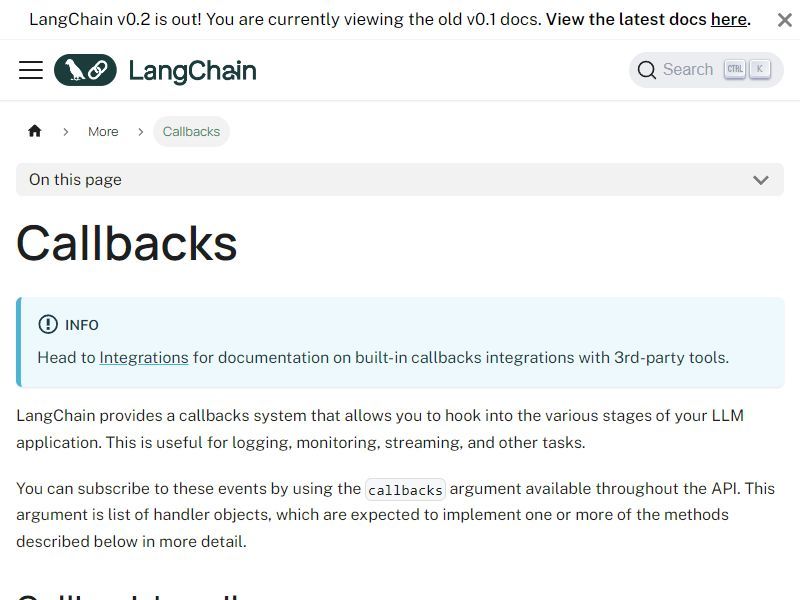 LangChain v0.2 is out! You are currently viewing the old v0.1 docs. View the latest docs here.
LangChain
Search CTRL K
More
Callbacks
On this page
Callbacks
INFO
Head to Integrations for documentation on built-in callbacks integrations with 3rd-party tools.
LangChain provides a callbacks system that allows you to hook into the various stages of your LLM
application. This is useful for logging, monitoring, streaming, and other tasks.
You can subscribe to these events by using the callbacks argument available throughout the API. This
argument is list of handler objects, which are expected to implement one or more of the methods
described below in more detail.